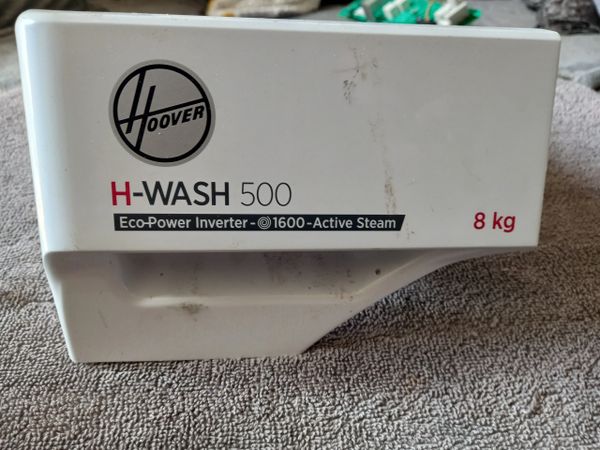 HOOVER
H-WASH 500
Eco-Power Inverter - 1600 - Active Steam
8 kg